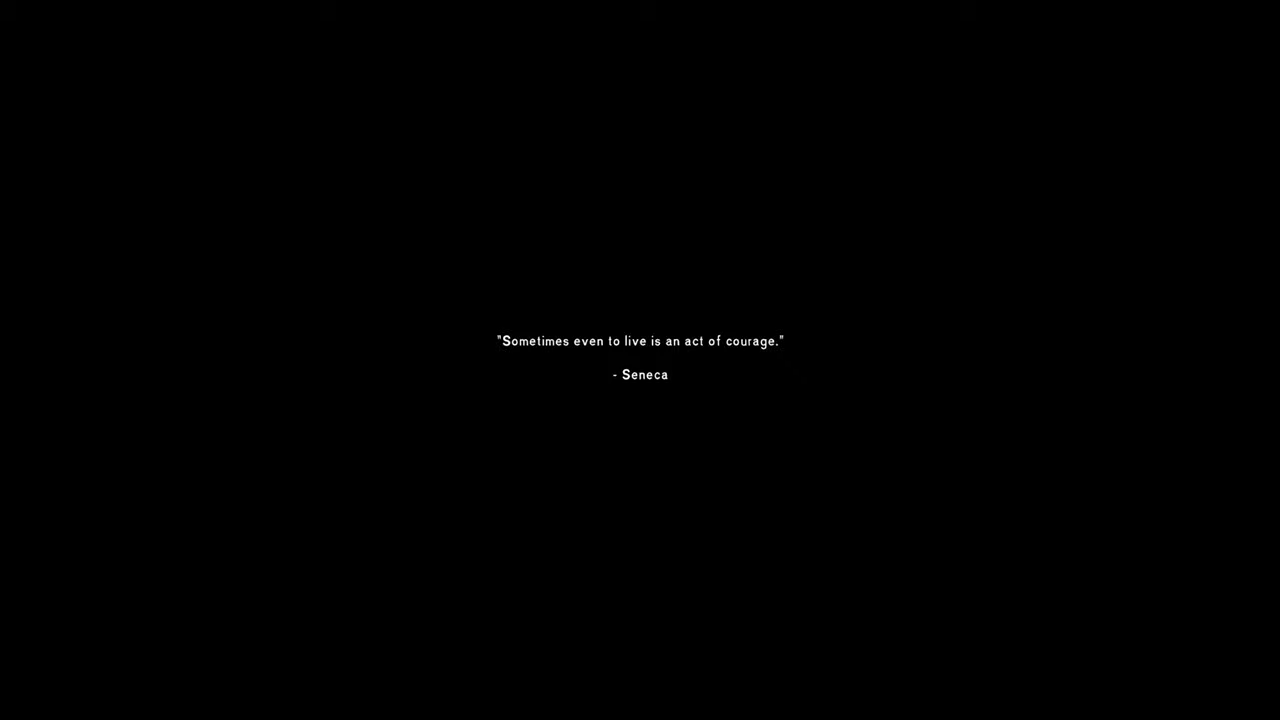 "Sometimes even to live is an act of courage."
- Seneca